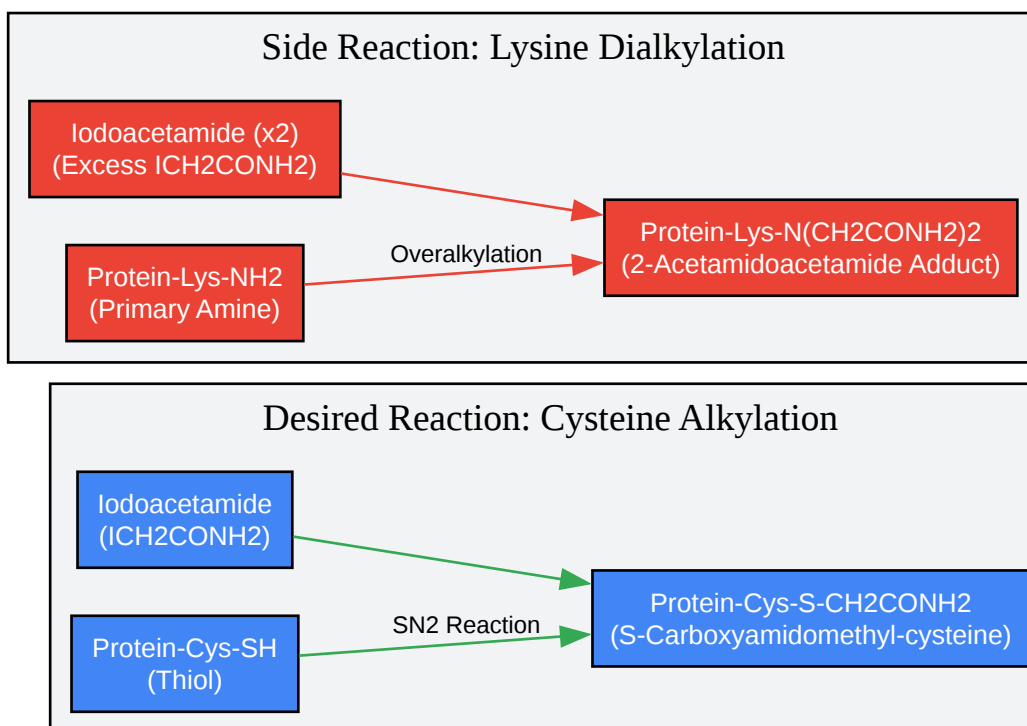 Side Reaction: Lysine Dialkylation
Iodoacetamide (x2)
(Excess ICH2CONH2)
Protein-Lys-NH2
(Primary Amine)
Overalkylation
Protein-Lys-N(CH2CONH2)2
(2-Acetamidoacetamide Adduct)
Desired Reaction: Cysteine Alkylation
Iodoacetamide
(ICH2CONH2)
Protein-Cys-SH
(Thiol)
SN2 Reaction
Protein-Cys-S-CH2CONH2
(S-Carboxyamidomethyl-cysteine)